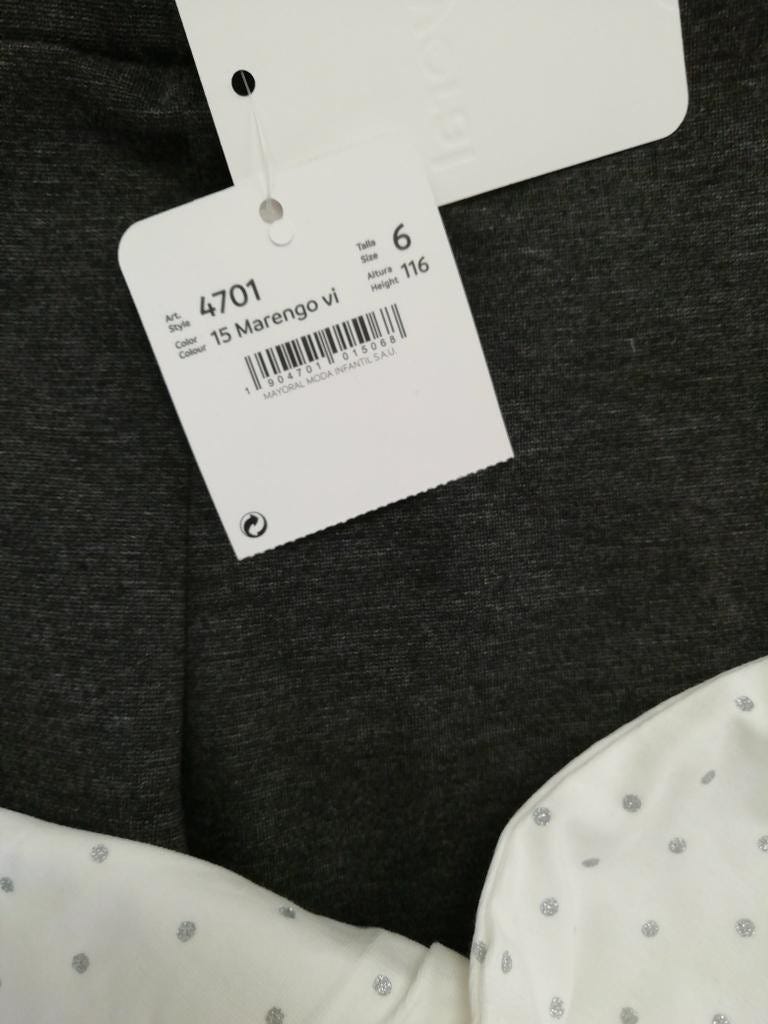 Talla
Size 6
Art.
Style 4701
Altura
Height 116
Color
Colour 15 Marengo vi
1 904701 015068
MAYORAL MODA INFANTIL S.A.U.